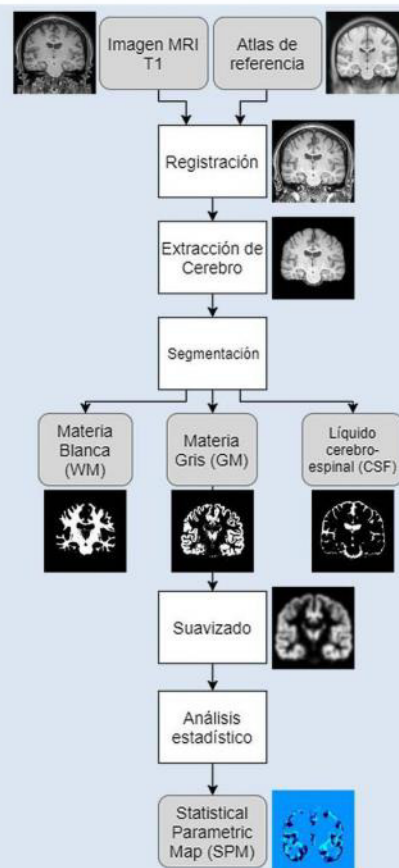 Imagen MRI
T1
Atlas de
referencia
Registración
Extracción de
Cerebro
Segmentación
Materia
Blanca
(WM)
Materia
Gris (GM)
Líquido
cerebro-
espinal (CSF)
Suavizado
Análisis
estadístico
Statistical
Parametric
Map (SPM)